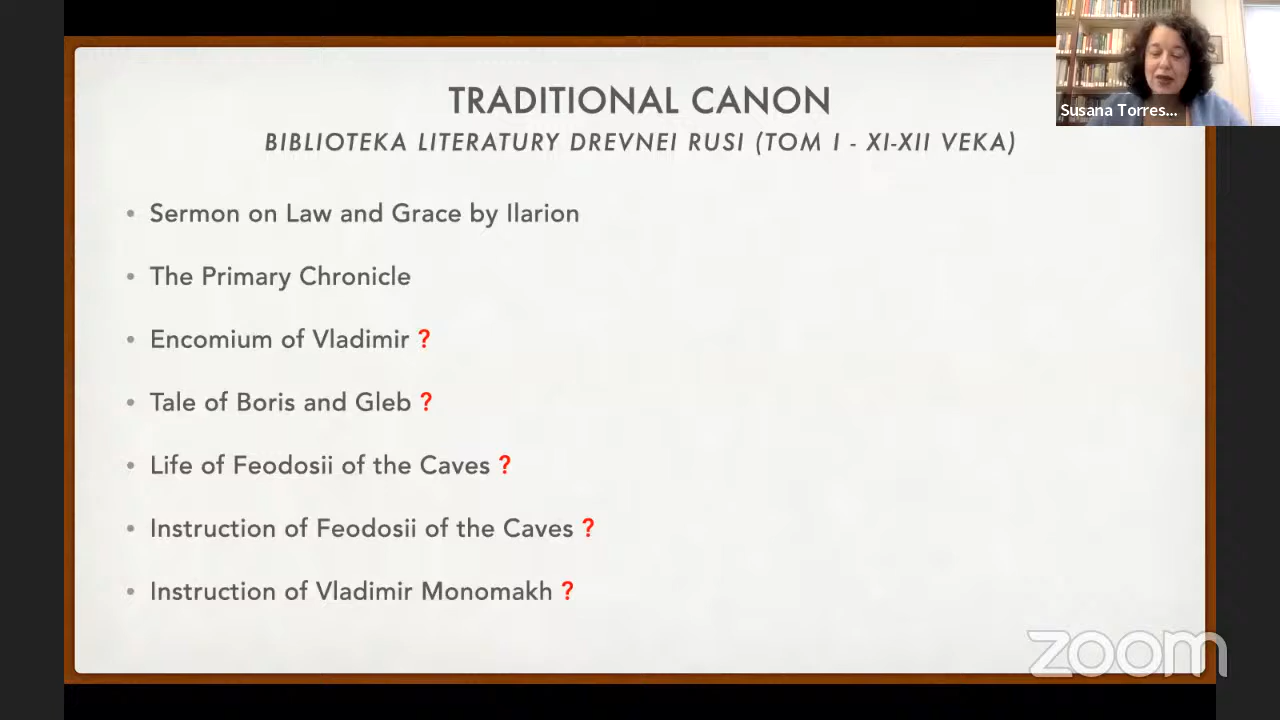 TRADITIONAL CANON
BIBLIOTEKA LITERATURY DREVNEI RUSI (TOM I - XI-XII VEKA)
Susana Torres...
• Sermon on Law and Grace by Ilarion
• The Primary Chronicle
• Encomium of Vladimir ?
• Tale of Boris and Gleb ?
• Life of Feodosii of the Caves ?
• Instruction of Feodosii of the Caves ?
• Instruction of Vladimir Monomakh ?
zoom